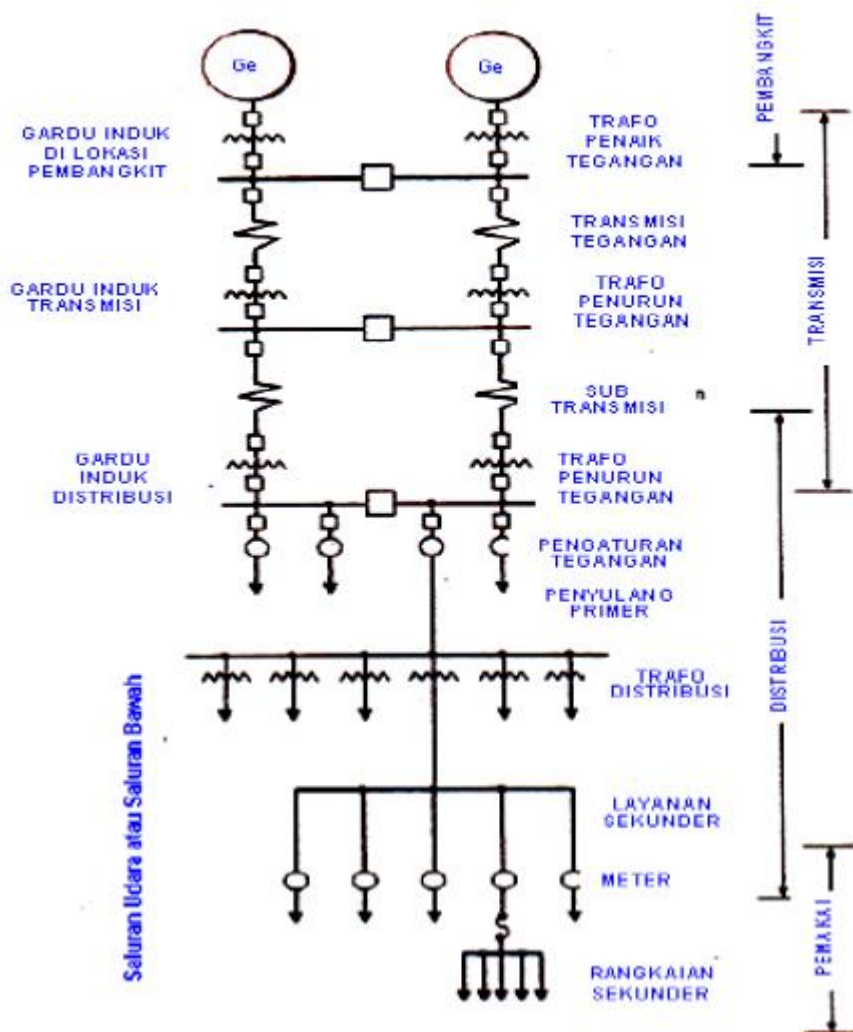 Ge
Ge
GARDU INDUK
DI LOKASI
PEMBANGKIT
TRAFO
PENAIK
TEGANGAN
PEMBANGKIT
TRANSMISI
TEGANGAN
GARDU INDUK
TRANSMISI
TRAFO
PENURUN
TEGANGAN
TRANSMISI
SUB
TRANSMISI
n
GARDU
INDUK
DISTRIBUSI
TRAFO
PENURUN
TEGANGAN
PENGATURAN
TEGANGAN
PENYULANG
PRIMER
TRAFO
DISTRIBUSI
DISTRIBUSI
Saluran Udara atau Saluran Bawah
LAYANAN
SEKUNDER
METER
RANGKAIAN
SEKUNDER
PEMAKAI